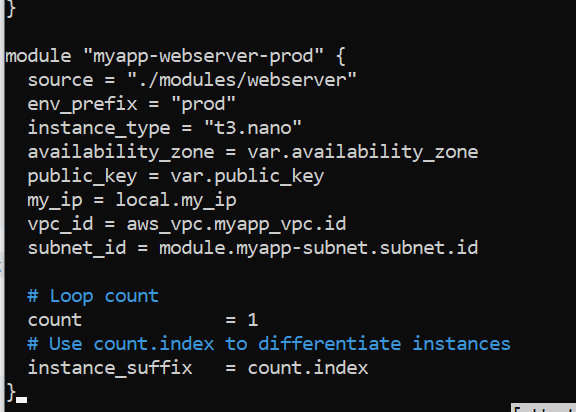 }
module "myapp-webserver-prod" {
  source = "./modules/webserver"
  env_prefix = "prod"
  instance_type = "t3.nano"
  availability_zone = var.availability_zone
  public_key = var.public_key
  my_ip = local.my_ip
  vpc_id = aws_vpc.myapp_vpc.id
  subnet_id = module.myapp-subnet.subnet.id
  # Loop count
  count             = 1
  # Use count.index to differentiate instances
  instance_suffix   = count.index
}